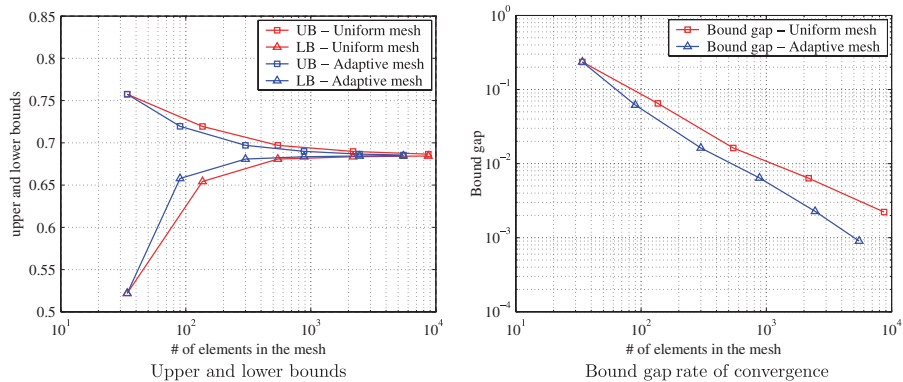 0.85
0.8
0.75
0.7
0.65
0.6
0.55
0.5
upper and lower bounds
UB – Uniform mesh
LB – Uniform mesh
UB – Adaptive mesh
LB – Adaptive mesh
10^1
10^2
10^3
10^4
# of elements in the mesh
Upper and lower bounds
10^0
10^-1
10^-2
10^-3
10^-4
Bound gap
Bound gap – Uniform mesh
Bound gap – Adaptive mesh
10^1
10^2
10^3
10^4
# of elements in the mesh
Bound gap rate of convergence